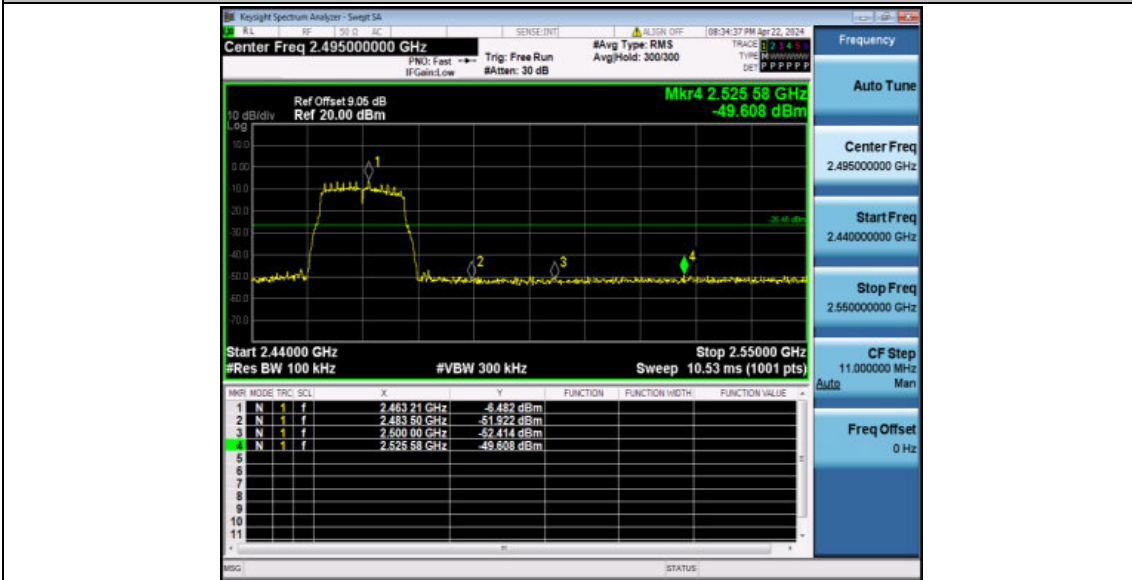 Keysight Spectrum Analyzer - Swept SA
RL RF 50 Ω AC SENSE:INT ALIGN OFF 08:34:37 PM Apr 22, 2024
Center Freq 2.495000000 GHz
PNO: Fast
IFGain:Low
Trig: Free Run
#Atten: 30 dB
#Avg Type: RMS
Avg|Hold: 300/300
TRACE 1 2 3 4 5 6
TYPE M W W W W W
DET P P P P P P
Mkr4 2.525 58 GHz
-49.608 dBm
Ref Offset 9.05 dB
10 dB/div Ref 20.00 dBm
Log
10.0
0.00
-10.0
-20.0
-30.0
-40.0
-50.0
-60.0
-70.0
1
2
3
4
Start 2.44000 GHz Stop 2.55000 GHz
#Res BW 100 kHz #VBW 300 kHz Sweep 10.53 ms (1001 pts)
MKR MODE TRC SCL X Y FUNCTION FUNCTION WIDTH FUNCTION VALUE
1 N 1 f 2.463 21 GHz -6.482 dBm
2 N 1 f 2.483 50 GHz -51.922 dBm
3 N 1 f 2.500 00 GHz -52.414 dBm
4 N 1 f 2.525 58 GHz -49.608 dBm
5
6
7
8
9
10
11
MSG STATUS
Frequency
Auto Tune
Center Freq
2.495000000 GHz
Start Freq
2.440000000 GHz
Stop Freq
2.550000000 GHz
CF Step
11.000000 MHz
Auto Man
Freq Offset
0 Hz